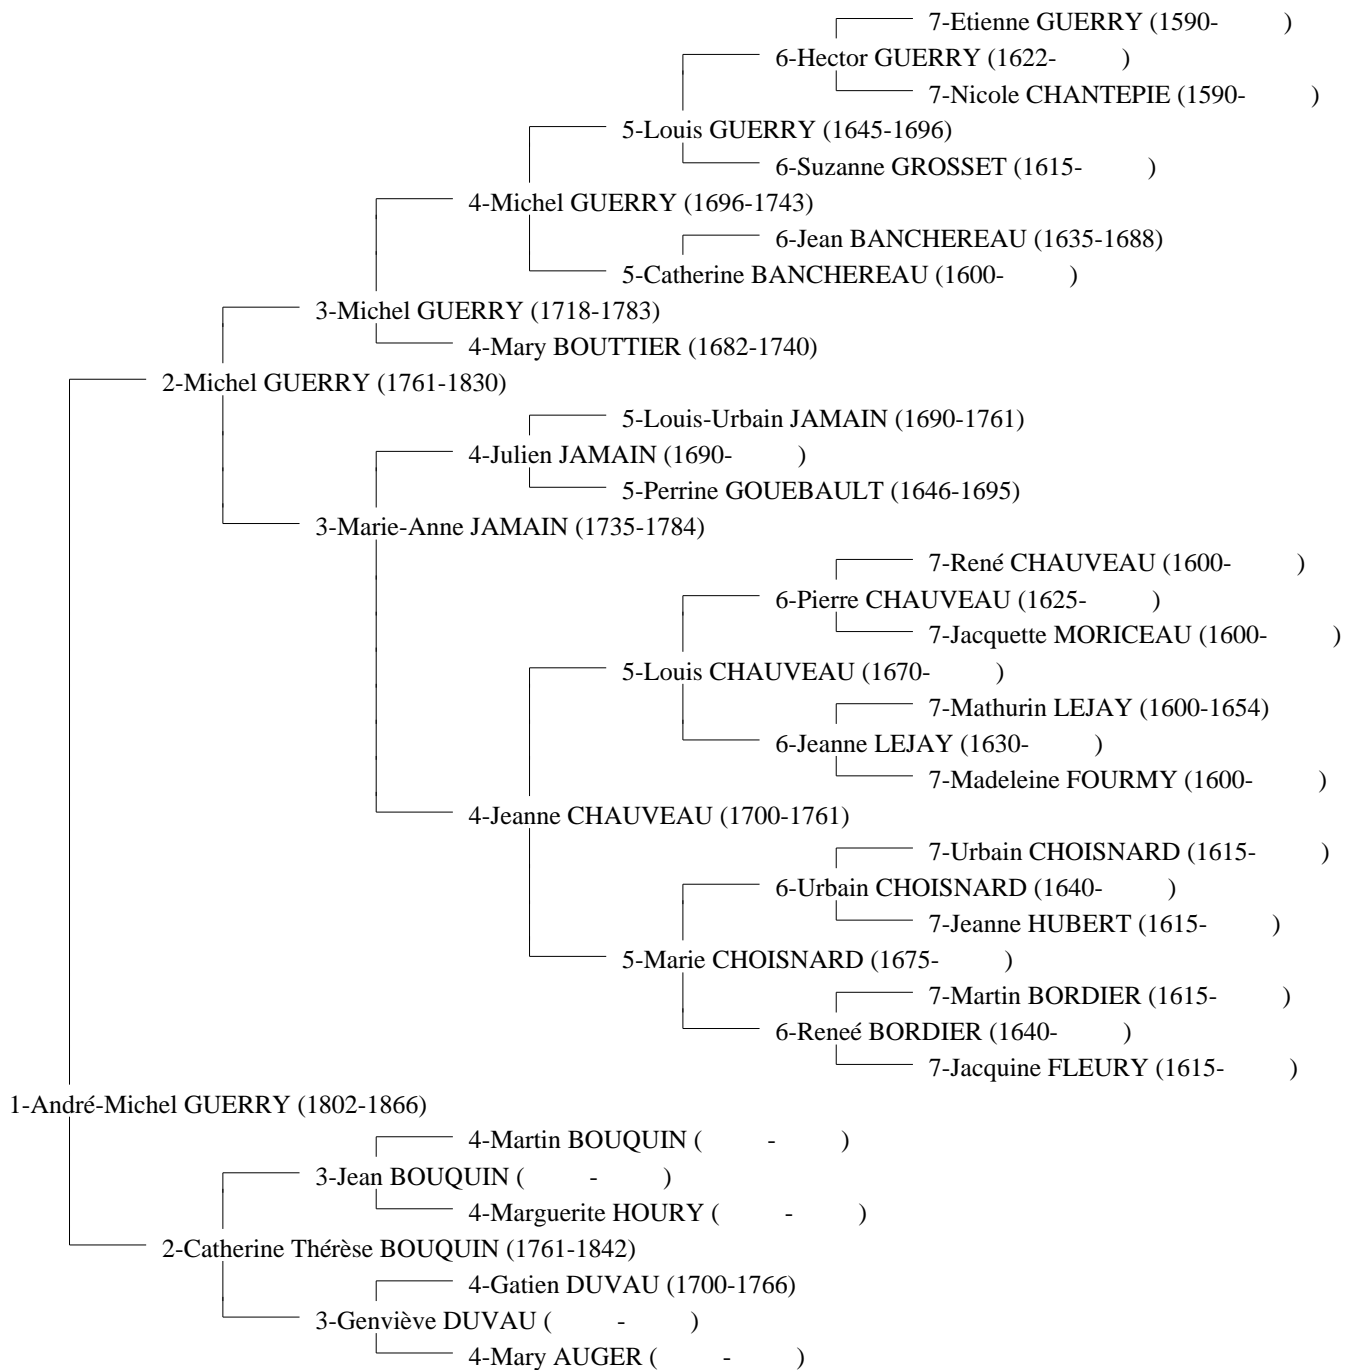 7-Etienne GUERRY (1590- )
6-Hector GUERRY (1622- )
7-Nicole CHANTEPIE (1590- )
5-Louis GUERRY (1645-1696)
6-Suzanne GROSSET (1615- )
4-Michel GUERRY (1696-1743)
6-Jean BANCHEREAU (1635-1688)
5-Catherine BANCHEREAU (1600- )
3-Michel GUERRY (1718-1783)
4-Mary BOUTTIER (1682-1740)
2-Michel GUERRY (1761-1830)
5-Louis-Urbain JAMAIN (1690-1761)
4-Julien JAMAIN (1690- )
5-Perrine GOUEBAULT (1646-1695)
3-Marie-Anne JAMAIN (1735-1784)
7-René CHAUVEAU (1600- )
6-Pierre CHAUVEAU (1625- )
7-Jacquette MORICEAU (1600- )
5-Louis CHAUVEAU (1670- )
7-Mathurin LEJAY (1600-1654)
6-Jeanne LEJAY (1630- )
7-Madeleine FOURMY (1600- )
4-Jeanne CHAUVEAU (1700-1761)
7-Urbain CHOISNARD (1615- )
6-Urbain CHOISNARD (1640- )
7-Jeanne HUBERT (1615- )
5-Marie CHOISNARD (1675- )
7-Martin BORDIER (1615- )
6-Reneé BORDIER (1640- )
7-Jacquine FLEURY (1615- )
1-André-Michel GUERRY (1802-1866)
4-Martin BOUQUIN ( - )
3-Jean BOUQUIN ( - )
4-Marguerite HOURY ( - )
2-Catherine Thérèse BOUQUIN (1761-1842)
4-Gatien DUVAU (1700-1766)
3-Genviève DUVAU ( - )
4-Mary AUGER ( - )